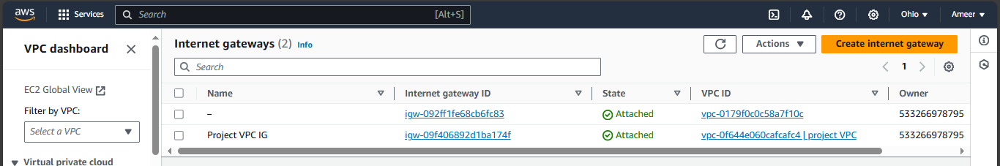 aws Services Search [Alt+S] Ohio Ameer
VPC dashboard
EC2 Global View
Filter by VPC:
Select a VPC
Virtual private cloud
Internet gateways (2) Info
Actions
Create internet gateway
Search
1
Name Internet gateway ID State VPC ID Owner
– igw-092ff1fe68cb6fc83 Attached vpc-0179f0c0c58a7f10c 533266978795
Project VPC IG igw-09f406892d1ba174f Attached vpc-0f644e060cafcafc4 | project VPC 533266978795